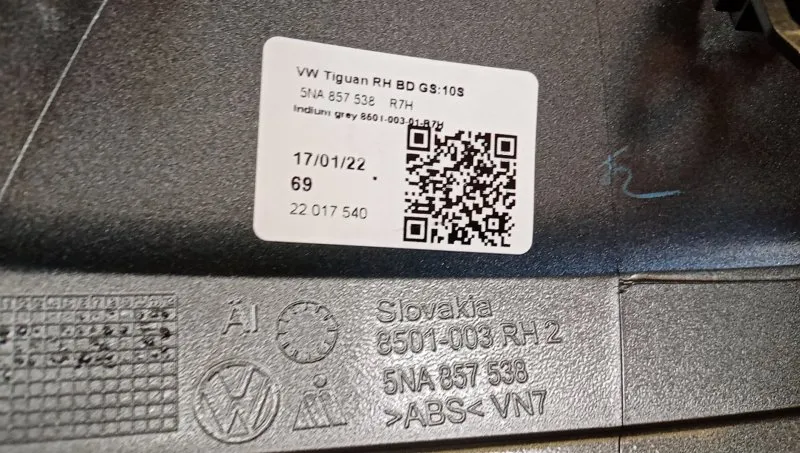 VW Tiguan RH BD GS:10S
5NA 857 538 R7H
Indium grey 8601-003-01-R7H
17/01/22
69
22 017 540
ÄI
Slovakia
8501-003 RH 2
5NA 857 538
>ABS< VN7